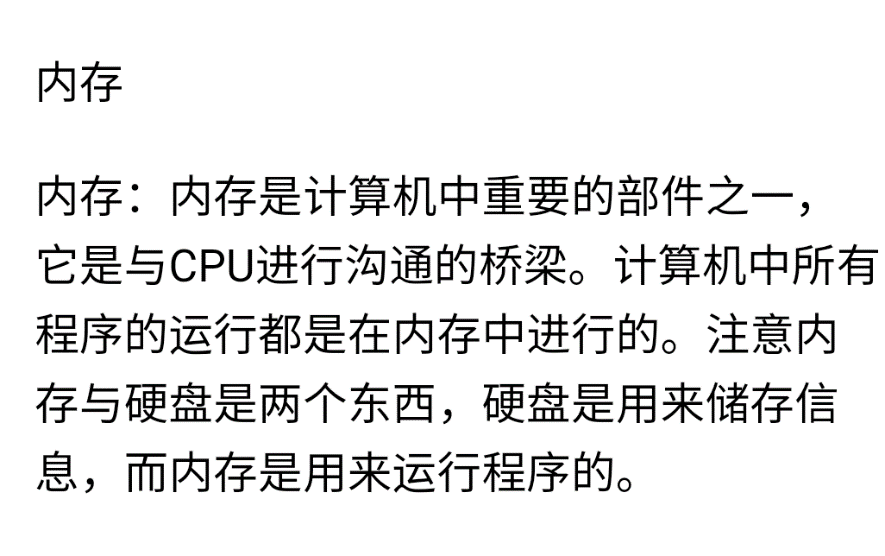 内存
内存：内存是计算机中重要的部件之一，
它是与CPU进行沟通的桥梁。计算机中所有
程序的运行都是在内存中进行的。注意内
存与硬盘是两个东西，硬盘是用来储存信
息，而内存是用来运行程序的。